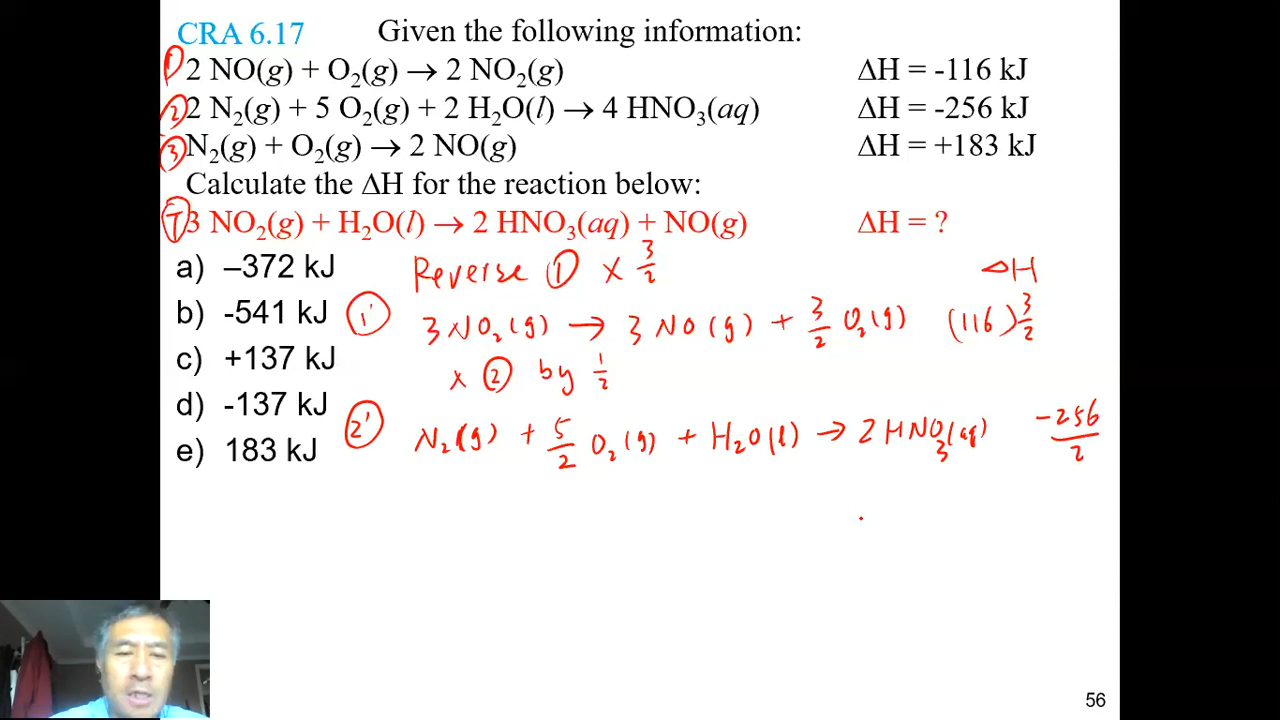 CRA 6.17 Given the following information:
① 2 NO(g) + O₂(g) → 2 NO₂(g) ΔH = -116 kJ
② 2 N₂(g) + 5 O₂(g) + 2 H₂O(l) → 4 HNO₃(aq) ΔH = -256 kJ
③ N₂(g) + O₂(g) → 2 NO(g) ΔH = +183 kJ
Calculate the ΔH for the reaction below:
Ⓣ 3 NO₂(g) + H₂O(l) → 2 HNO₃(aq) + NO(g) ΔH = ?
a) –372 kJ
b) -541 kJ
c) +137 kJ
d) -137 kJ
e) 183 kJ
Reverse ① × 3/2 ΔH
①' 3 NO₂(g) → 3 NO(g) + 3/2 O₂(g) (116) 3/2
× ② by 1/2
②' N₂(g) + 5/2 O₂(g) + H₂O(l) → 2 HNO₃(aq) -256/2
56